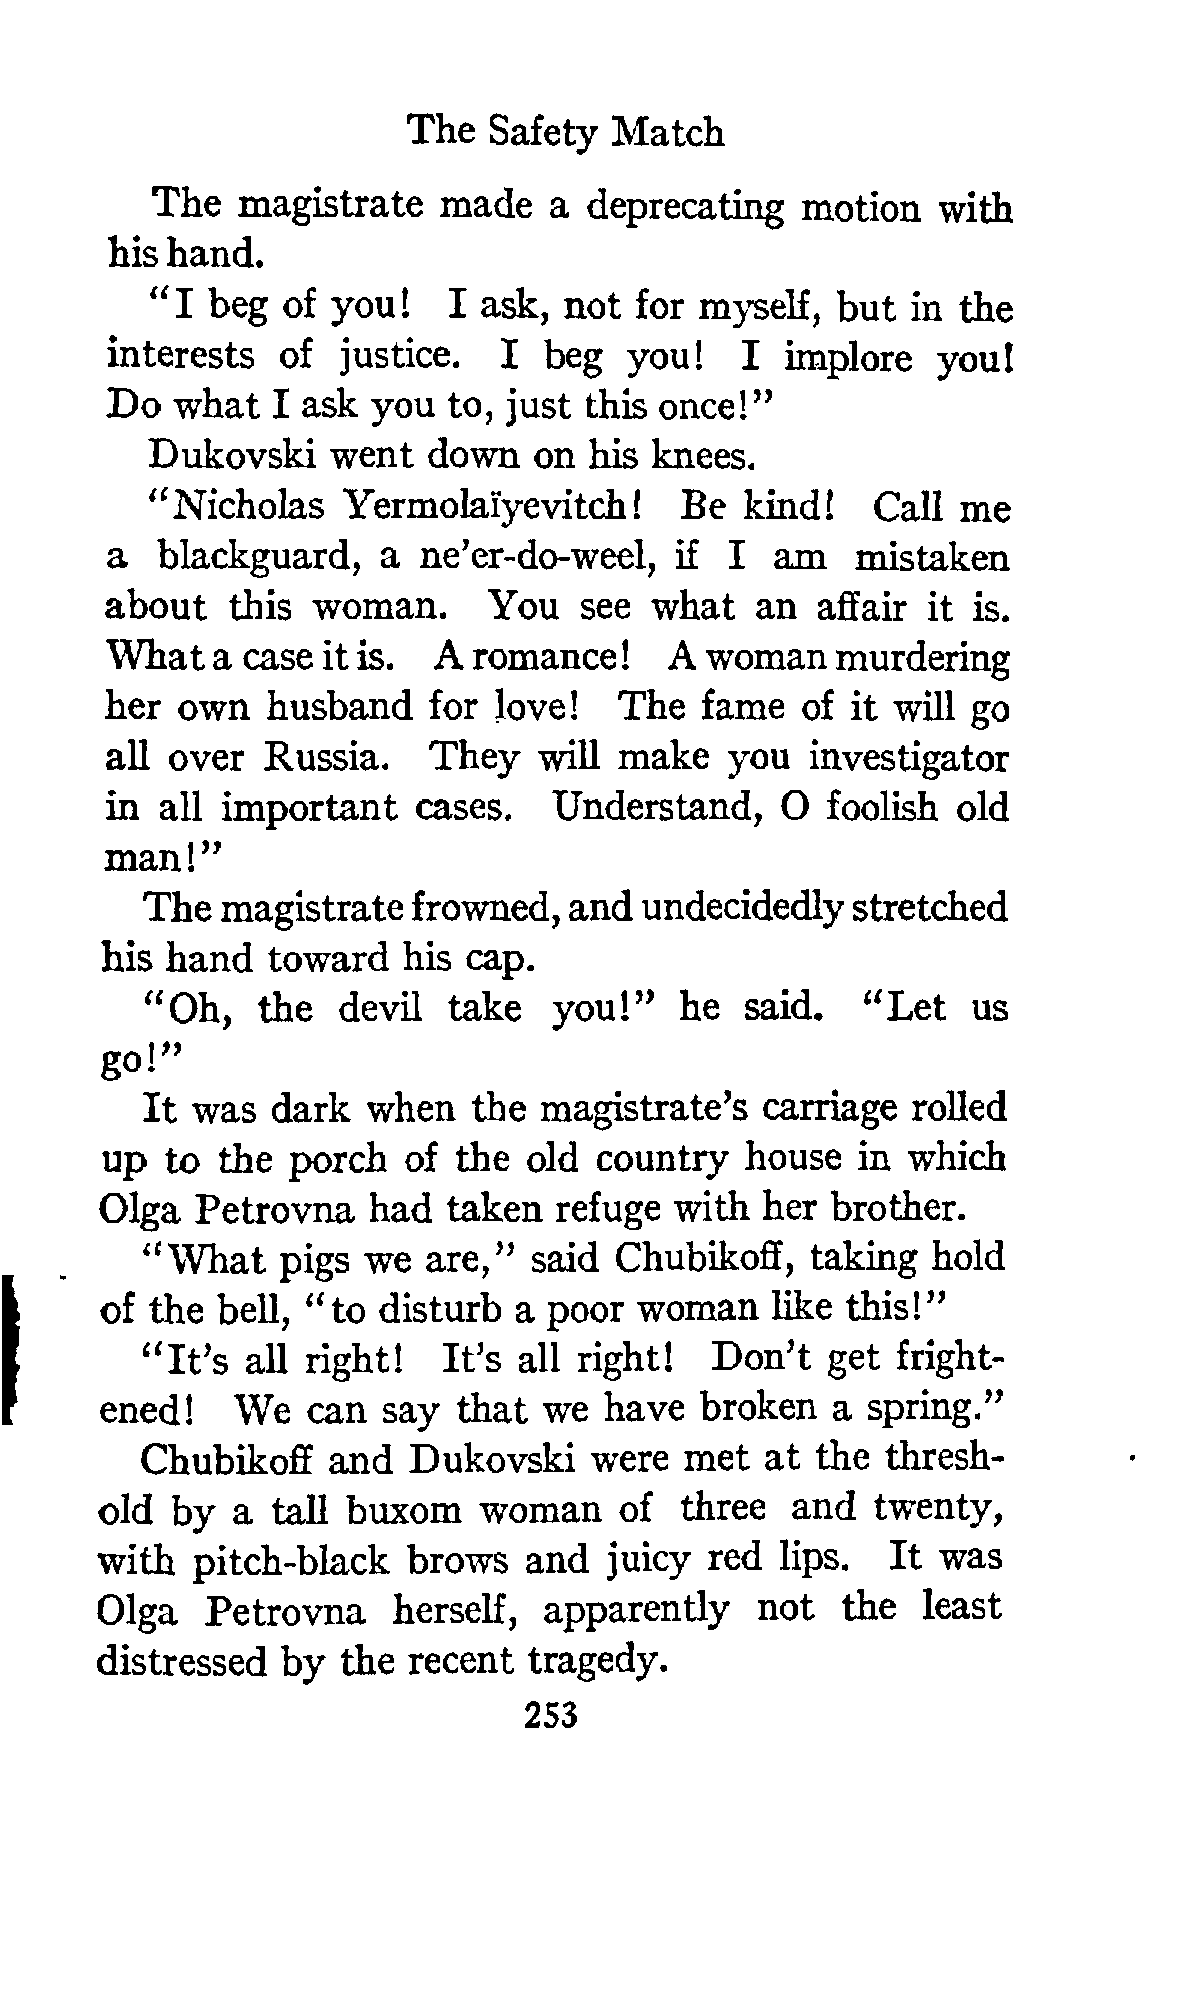 The Safety Match
The magistrate made a deprecating motion with
his hand.
“I beg of you! I ask, not for myself, but in the
interests of justice. I beg you! I implore you!
Do what I ask you to, just this once!”
Dukovski went down on his knees.
“Nicholas Yermolaïyevitch! Be kind! Call me
a blackguard, a ne’er-do-weel, if I am mistaken
about this woman. You see what an affair it is.
What a case it is. A romance! A woman murdering
her own husband for love! The fame of it will go
all over Russia. They will make you investigator
in all important cases. Understand, O foolish old
man!”
The magistrate frowned, and undecidedly stretched
his hand toward his cap.
“Oh, the devil take you!” he said. “Let us
go!”
It was dark when the magistrate’s carriage rolled
up to the porch of the old country house in which
Olga Petrovna had taken refuge with her brother.
“What pigs we are,” said Chubikoff, taking hold
of the bell, “to disturb a poor woman like this!”
“It’s all right! It’s all right! Don’t get fright-
ened! We can say that we have broken a spring.”
Chubikoff and Dukovski were met at the thresh-
old by a tall buxom woman of three and twenty,
with pitch-black brows and juicy red lips. It was
Olga Petrovna herself, apparently not the least
distressed by the recent tragedy.
253